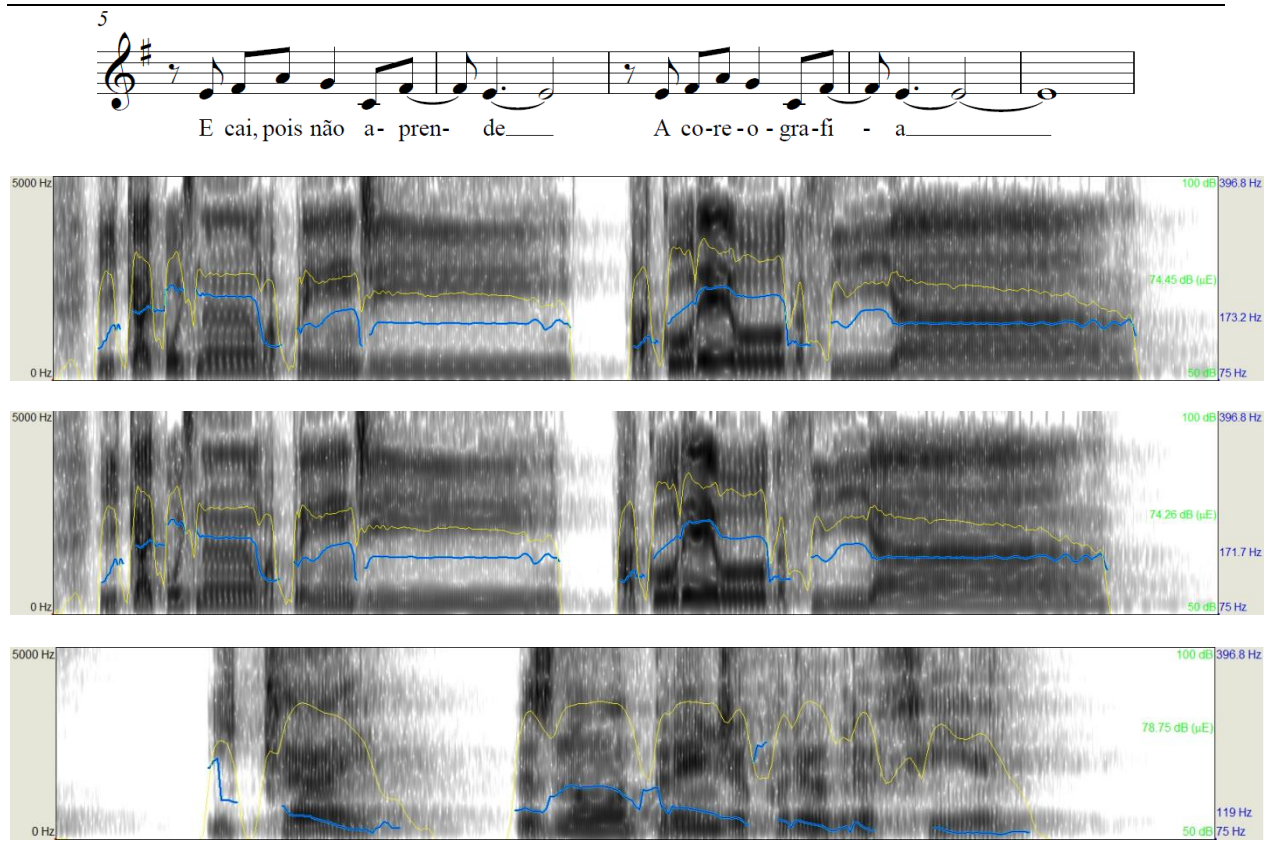 5
E cai, pois não a- pren- de____ A co-re-o-gra-fi - a____
5000 Hz 100 dB 396.8 Hz
74.45 dB (µE)
173.2 Hz
0 Hz 50 dB 75 Hz
5000 Hz 100 dB 396.8 Hz
74.26 dB (µE)
171.7 Hz
0 Hz 50 dB 75 Hz
5000 Hz 100 dB 396.8 Hz
78.75 dB (µE)
119 Hz
0 Hz 50 dB 75 Hz